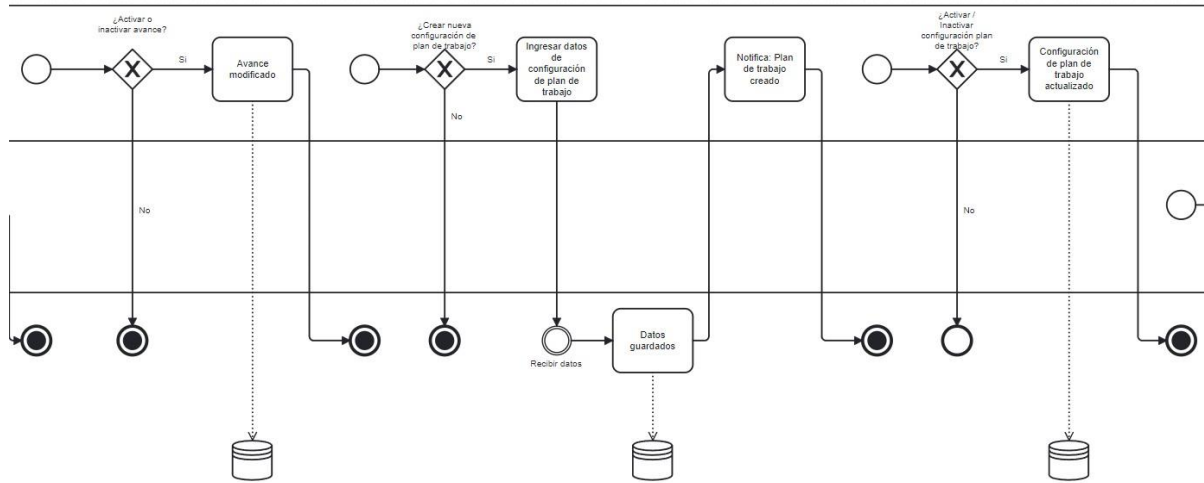 ¿Activar o
inactivar avance?
Si
Avance
modificado
No
¿Crear nueva
configuración de
plan de trabajo?
Si
No
Ingresar datos
de
configuración
de plan de
trabajo
Recibir datos
Datos
guardados
Notifica: Plan
de trabajo
creado
¿Activar /
Inactivar
configuración plan
de trabajo?
Si
No
Configuración
de plan de
trabajo
actualizado